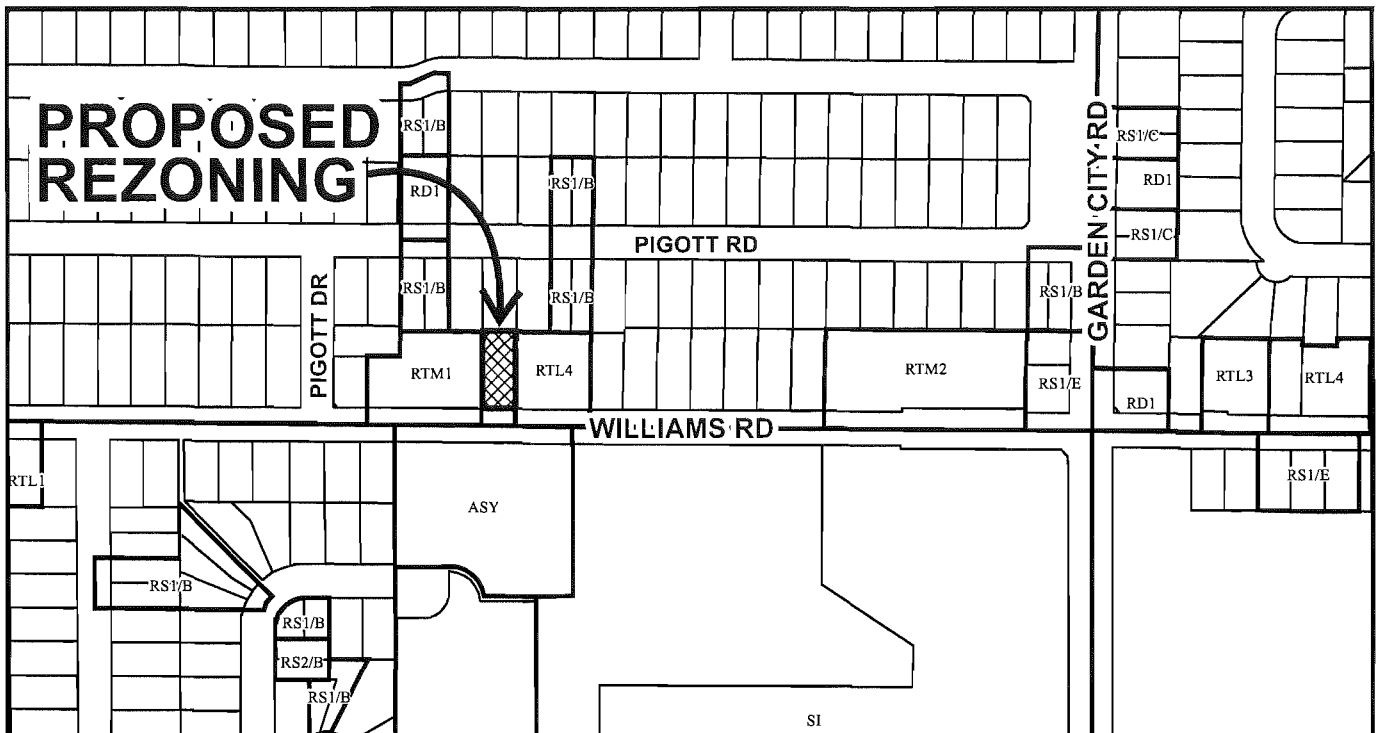 PROPOSED
REZONING
RS1/B
RD1
RS1/B
RS1/B
RS1/B
PIGOTT RD
PIGOTT DR
RTM1
RTL4
RTM2
RS1/B
RS1/E
GARDEN CITY RD
RS1/C
RD1
RS1/C
RD1
RTL3
RTL4
WILLIAMS RD
RTL1
ASY
RS1/E
RS1/B
RS1/B
RS2/B
RS1/B
SI